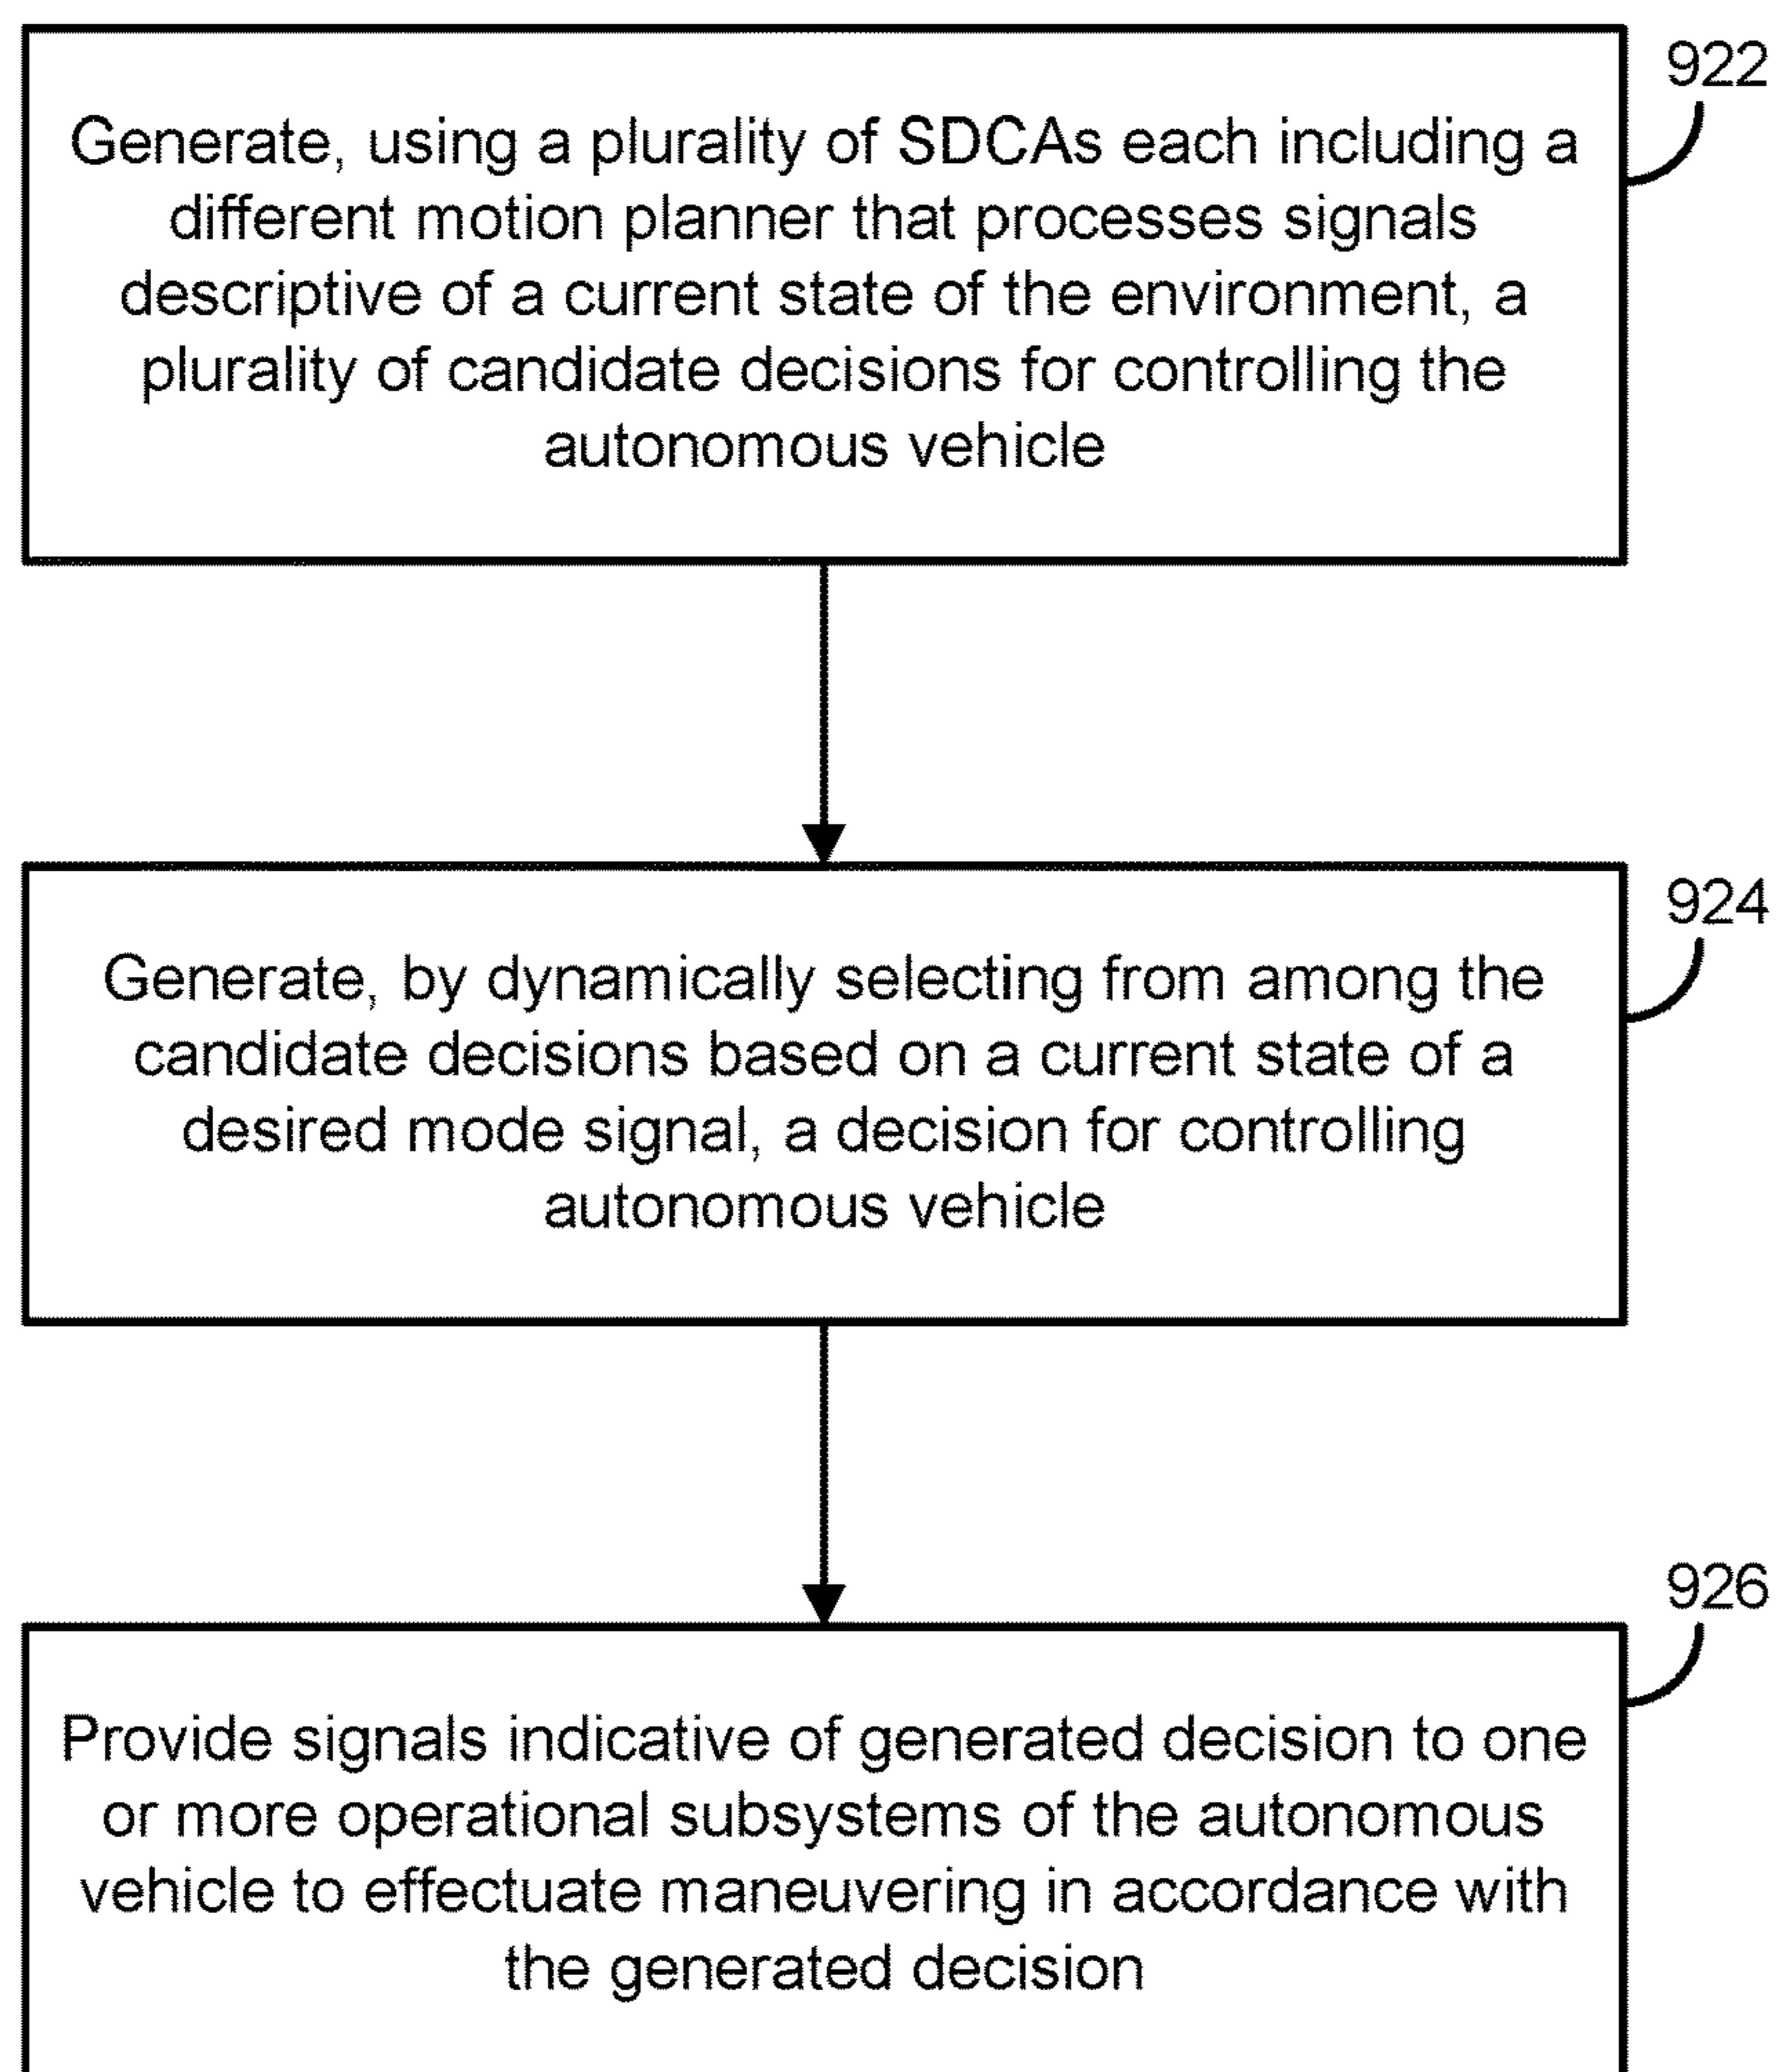 922
Generate, using a plurality of SDCAs each including a
different motion planner that processes signals
descriptive of a current state of the environment, a
plurality of candidate decisions for controlling the
autonomous vehicle
924
Generate, by dynamically selecting from among the
candidate decisions based on a current state of a
desired mode signal, a decision for controlling
autonomous vehicle
926
Provide signals indicative of generated decision to one
or more operational subsystems of the autonomous
vehicle to effectuate maneuvering in accordance with
the generated decision